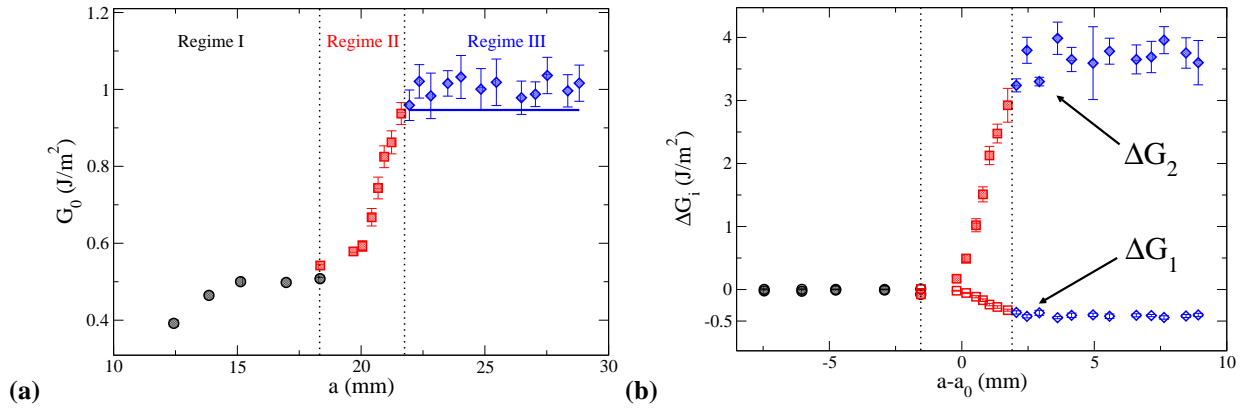 Regime I
Regime II
Regime III
G₀ (J/m²)
1.2
1
0.8
0.6
0.4
10
15
20
25
30
a (mm)
(a)
ΔGᵢ (J/m²)
4
3
2
1
0
-0.5
-5
0
5
10
a-a₀ (mm)
ΔG₂
ΔG₁
(b)